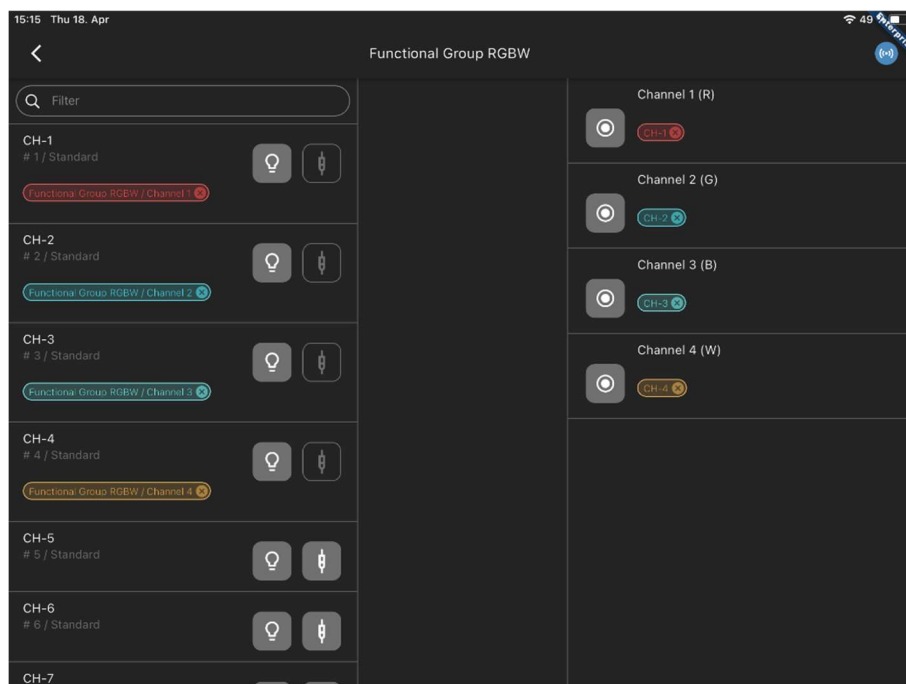 15:15 Thu 18. Apr
49
Functional Group RGBW
Filter
CH-1
# 1 / Standard
Functional Group RGBW / Channel 1
CH-2
# 2 / Standard
Functional Group RGBW / Channel 2
CH-3
# 3 / Standard
Functional Group RGBW / Channel 3
CH-4
# 4 / Standard
Functional Group RGBW / Channel 4
CH-5
# 5 / Standard
CH-6
# 6 / Standard
CH-7
Channel 1 (R)
CH-1
Channel 2 (G)
CH-2
Channel 3 (B)
CH-3
Channel 4 (W)
CH-4